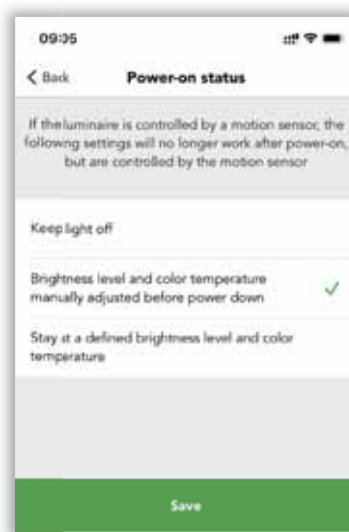 09:05
Back Power-on status
If the luminaire is controlled by a motion sensor, the
following settings will no longer work after power-on,
but are controlled by the motion sensor
Keep light off
Brightness level and color temperature
manually adjusted before power down
Stay at a defined brightness level and color
temperature
Save